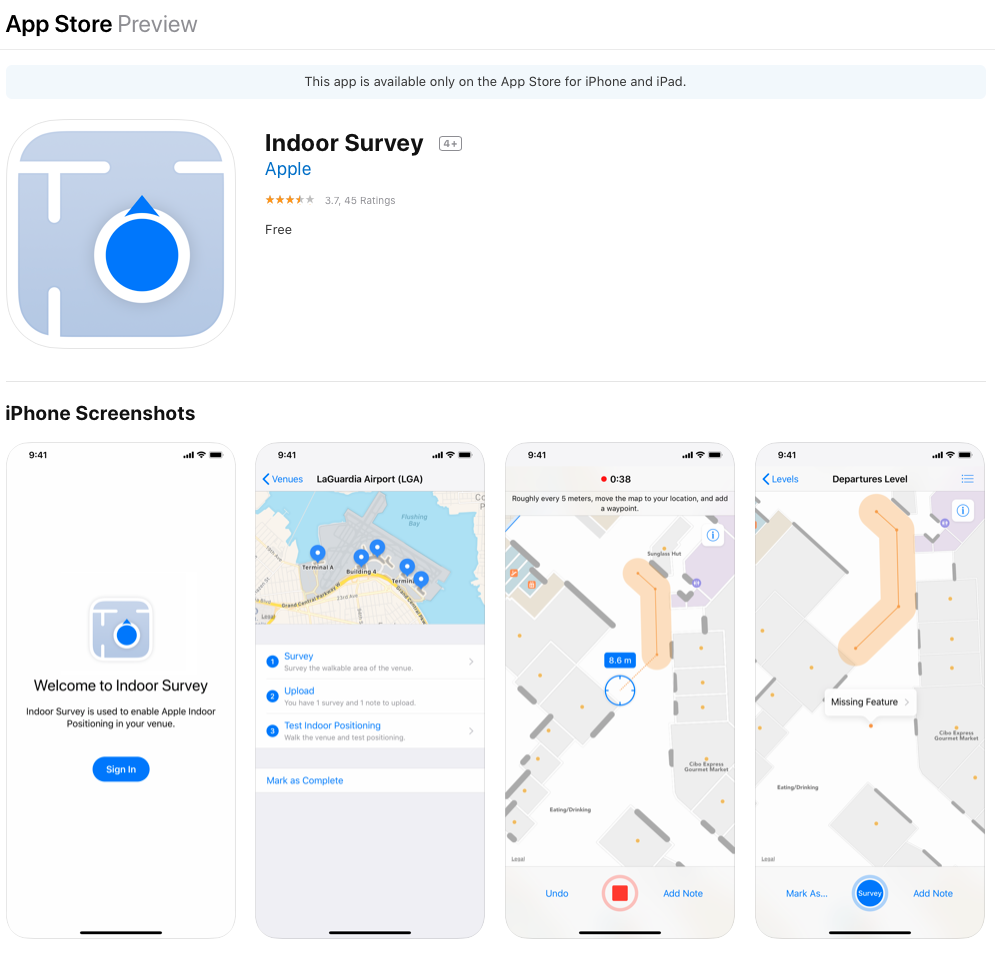 App Store Preview
This app is available only on the App Store for iPhone and iPad.
Indoor Survey 4+
Apple
3.7, 45 Ratings
Free
iPhone Screenshots
9:41
Welcome to Indoor Survey
Indoor Survey is used to enable Apple Indoor
Positioning in your venue.
Sign In
9:41
Venues LaGuardia Airport (LGA)
Flushing
Bay
Terminal A
Building 4
Grand Central Parkway
23rd Ave
Legal
1 Survey
Survey the walkable area of the venue.
2 Upload
You have 1 survey and 1 note to upload.
3 Test Indoor Positioning
Walk the venue and test positioning.
Mark as Complete
9:41
0:38
Roughly every 5 meters, move the map to your location, and add
a waypoint.
Sunglass Hut
8.6 m
Cibo Express
Gourmet Market
Eating/Drinking
Legal
Undo
Add Note
9:41
Levels Departures Level
Missing Feature
Cibo Express
Gourmet Market
Eating/Drinking
Legal
Mark As...
Survey
Add Note